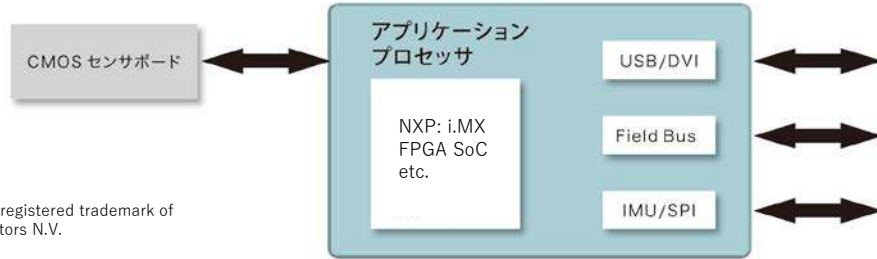 CMOS センサボード
アプリケーション
プロセッサ
NXP: i.MX
FPGA SoC
etc.
USB/DVI
Field Bus
IMU/SPI
registered trademark of
tors N.V.